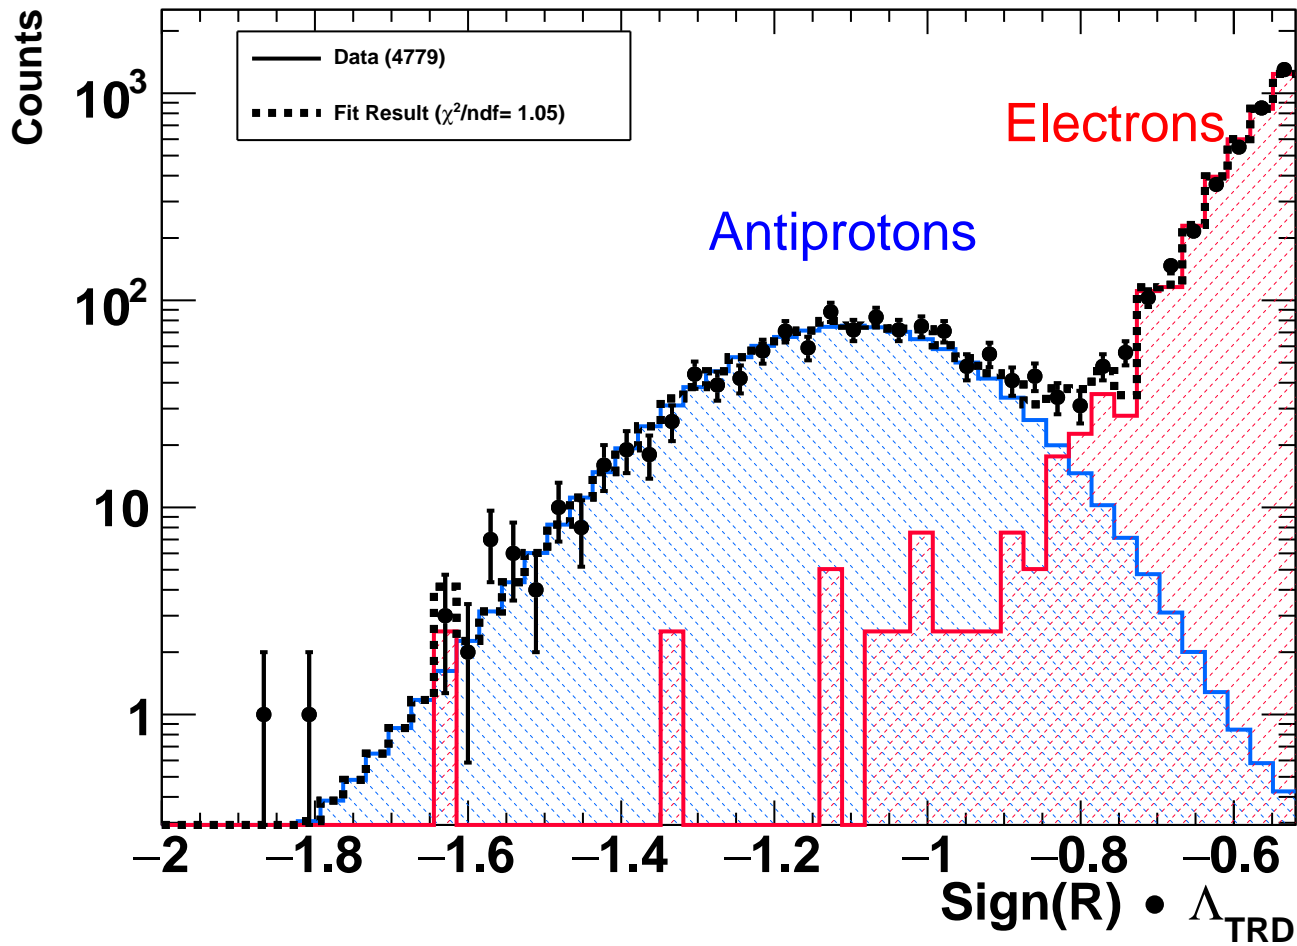 Counts
Data (4779)
Fit Result (χ²/ndf= 1.05)
Electrons
Antiprotons
10³
10²
10
1
−2 −1.8 −1.6 −1.4 −1.2 −1 −0.8 −0.6
Sign(R) • Λ_TRD